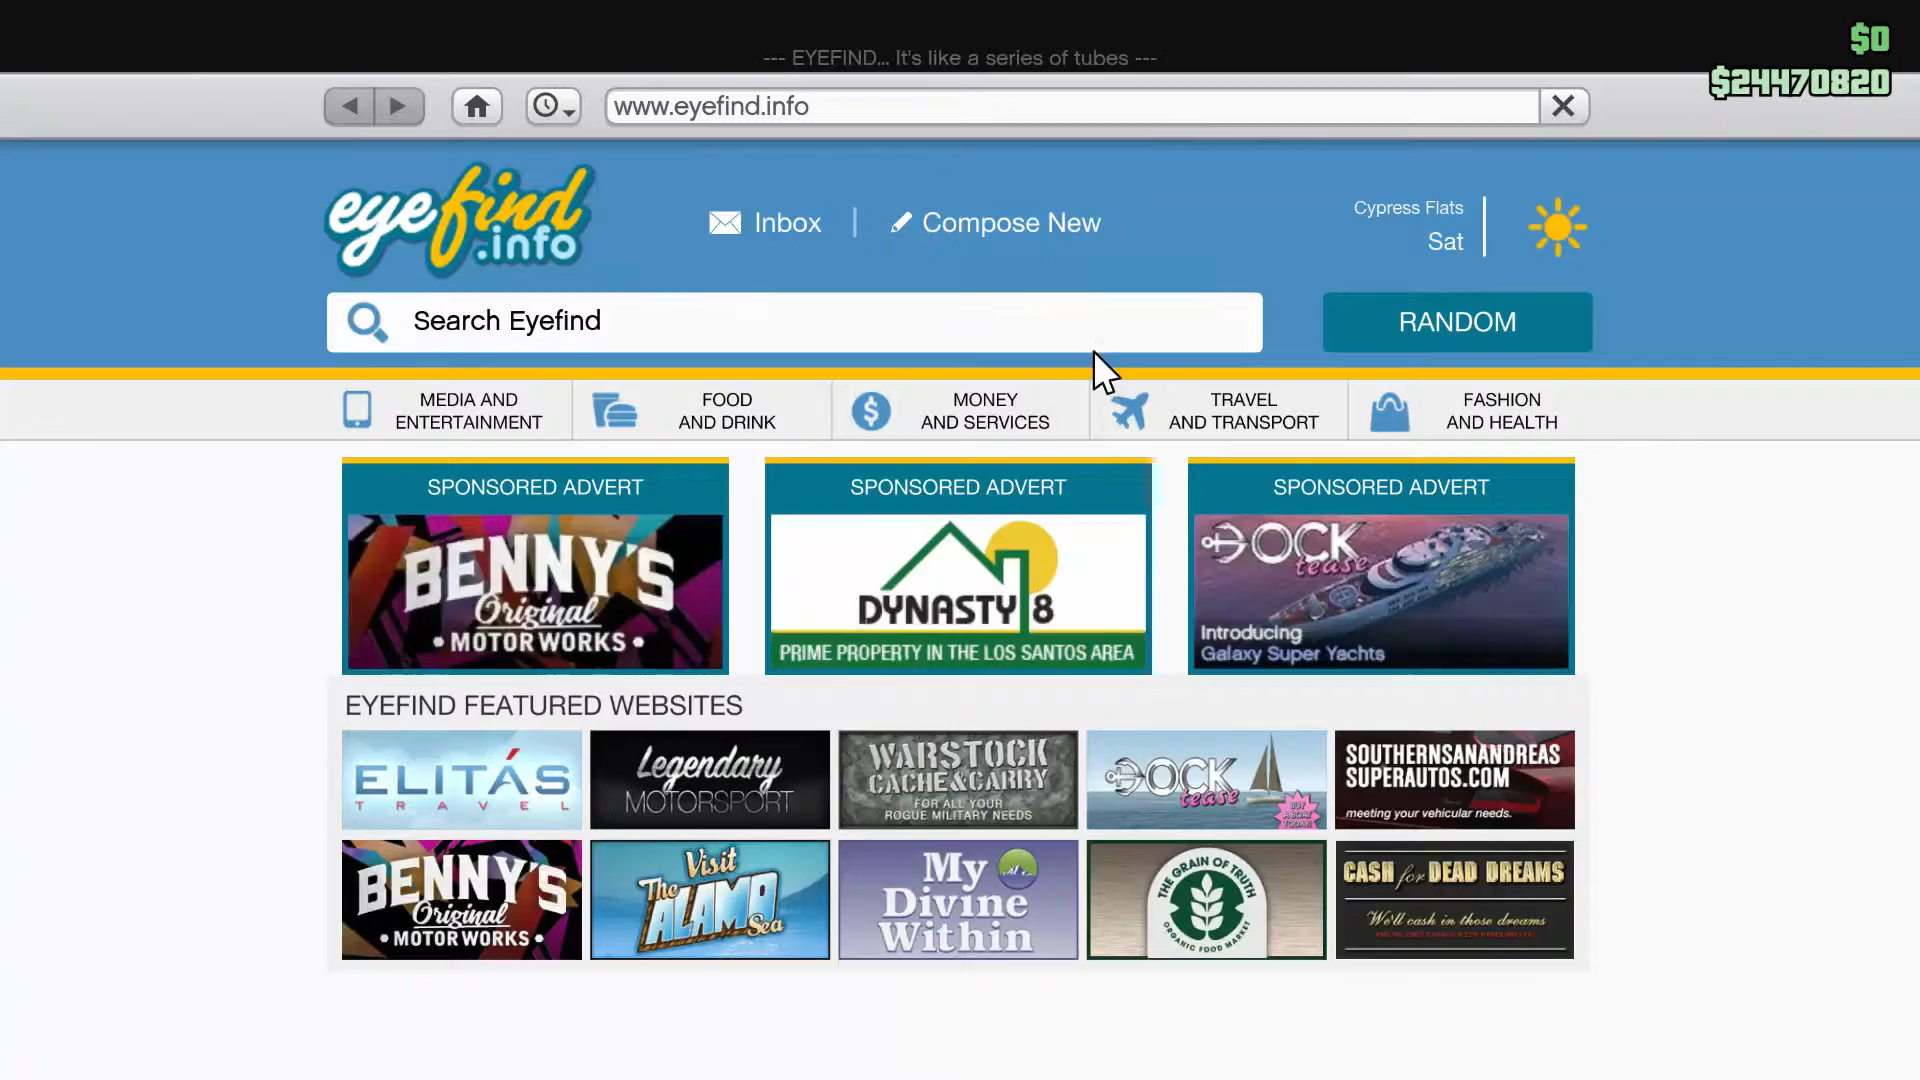 $0
--- EYEFIND... It's like a series of tubes ---
$24470820
www.eyefind.info
eyefind
.info
Inbox
Compose New
Cypress Flats
Sat
Search Eyefind
RANDOM
MEDIA AND
ENTERTAINMENT
FOOD
AND DRINK
MONEY
AND SERVICES
TRAVEL
AND TRANSPORT
FASHION
AND HEALTH
SPONSORED ADVERT
BENNY'S
Original
• MOTOR WORKS •
SPONSORED ADVERT
DYNASTY 8
PRIME PROPERTY IN THE LOS SANTOS AREA
SPONSORED ADVERT
DOCK
tease
Introducing
Galaxy Super Yachts
EYEFIND FEATURED WEBSITES
ELITÁS
TRAVEL
Legendary
MOTORSPORT
WARSTOCK
CACHE & CARRY
FOR ALL YOUR
ROGUE MILITARY NEEDS
DOCK
tease
BUY
A BOAT
TODAY!
SOUTHERNSANANDREAS
SUPERAUTOS.COM
meeting your vehicular needs.
BENNY'S
Original
• MOTOR WORKS •
Visit
The
ALAMO
Sea
My
Divine
Within
THE GRAIN OF TRUTH
ORGANIC FOOD MARKET
CASH for DEAD DREAMS
We'll cash in those dreams